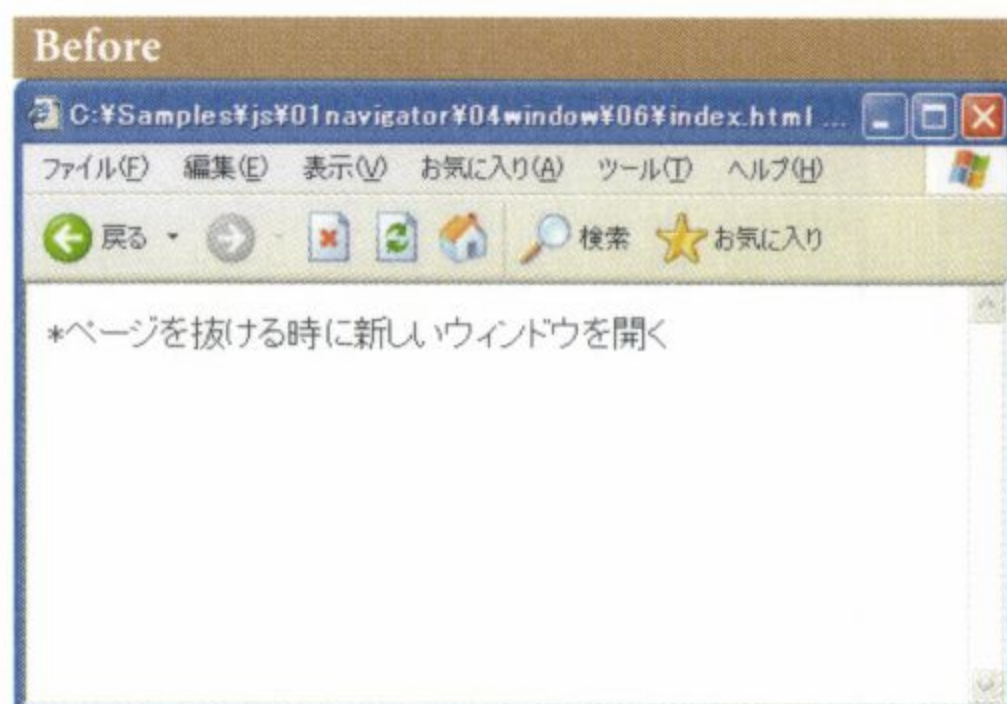 Before
C:¥Samples¥js¥01navigator¥04window¥06¥index.html ...
ファイル(F) 編集(E) 表示(V) お気に入り(A) ツール(T) ヘルプ(H)
戻る 検索 お気に入り
*ページを抜ける時に新しいウィンドウを開く